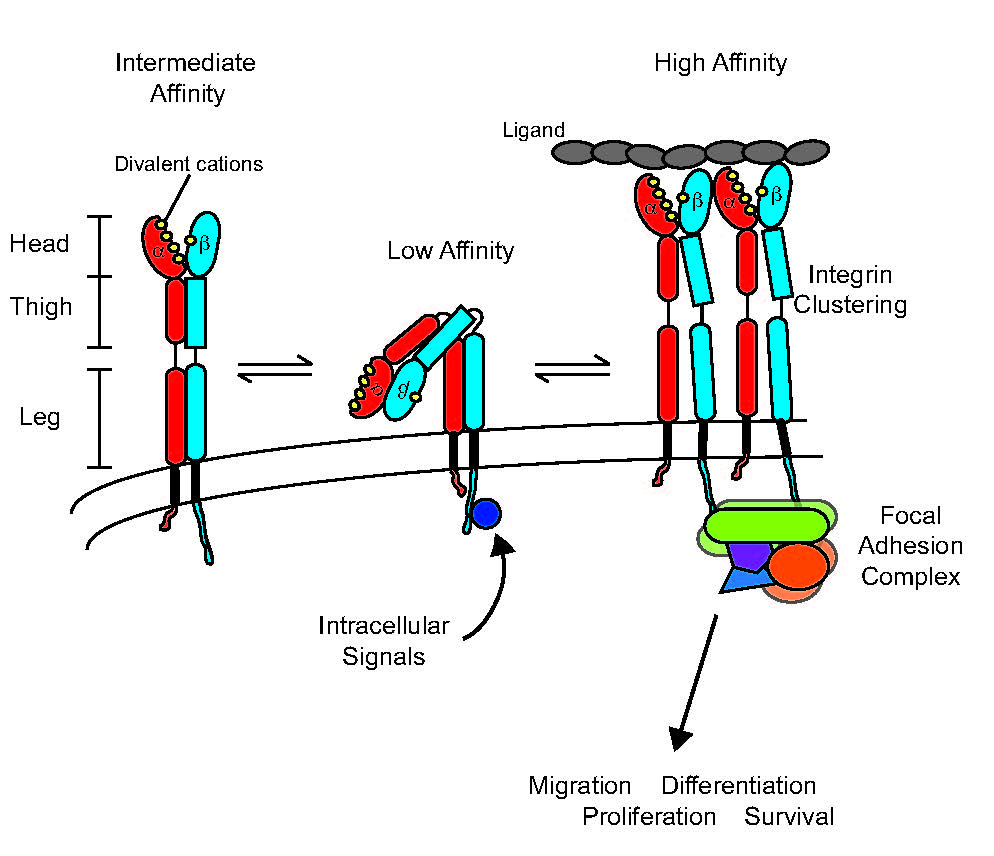 Intermediate
Affinity
High Affinity
Ligand
Divalent cations
Head
Thigh
Leg
α
β
Low Affinity
α
β
α
β
α
β
Integrin
Clustering
Focal
Adhesion
Complex
Intracellular
Signals
Migration Differentiation
Proliferation Survival